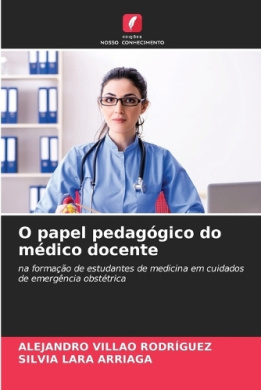 edições
NOSSO CONHECIMENTO
O papel pedagógico do
médico docente
na formação de estudantes de medicina em cuidados
de emergência obstétrica
ALEJANDRO VILLAO RODRÍGUEZ
SILVIA LARA ARRIAGA